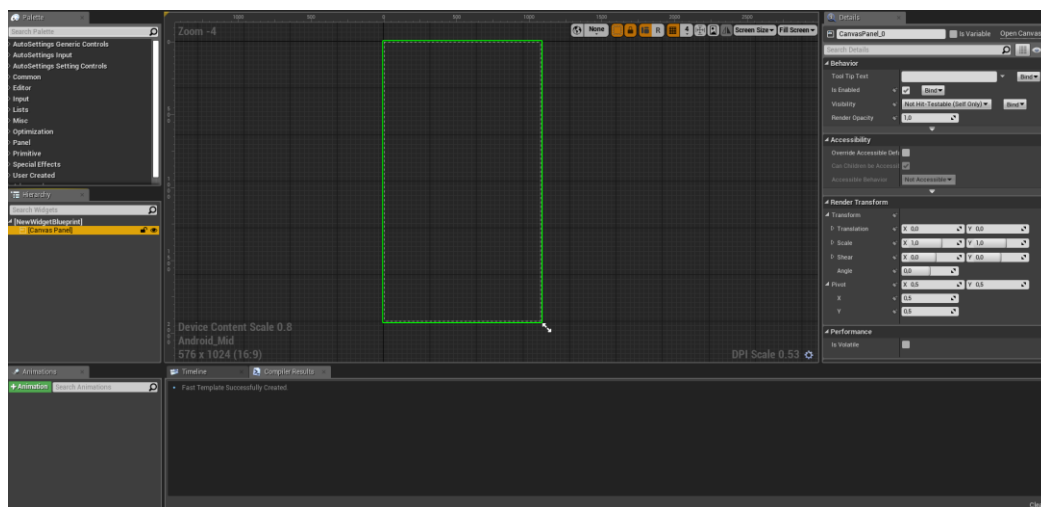 Palette
Search Palette
AutoSettings Generic Controls
AutoSettings Input
AutoSettings Setting Controls
Common
Editor
Input
Lists
Misc
Optimization
Panel
Primitive
Special Effects
User Created
Hierarchy
Search Widgets
[NewWidgetBlueprint]
[Canvas Panel]
Animations
+ Animation Search Animations
Zoom -4
None R 4 Screen Size Fill Screen
Device Content Scale 0.8
Android_Mid
576 x 1024 (16:9)
DPI Scale 0.53
Timeline
Compiler Results
Fast Template Successfully Created.
Details
CanvasPanel_0 Is Variable Open Canvas
Search Details
Behavior
Tool Tip Text Bind
Is Enabled Bind
Visibility Not Hit-Testable (Self Only) Bind
Render Opacity 1,0
Accessibility
Override Accessible Defa
Can Children be Accessi
Accessible Behavior Not Accessible
Render Transform
Transform
Translation X 0,0 Y 0,0
Scale X 1,0 Y 1,0
Shear X 0,0 Y 0,0
Angle 0,0
Pivot X 0,5 Y 0,5
X 0,5
Y 0,5
Performance
Is Volatile